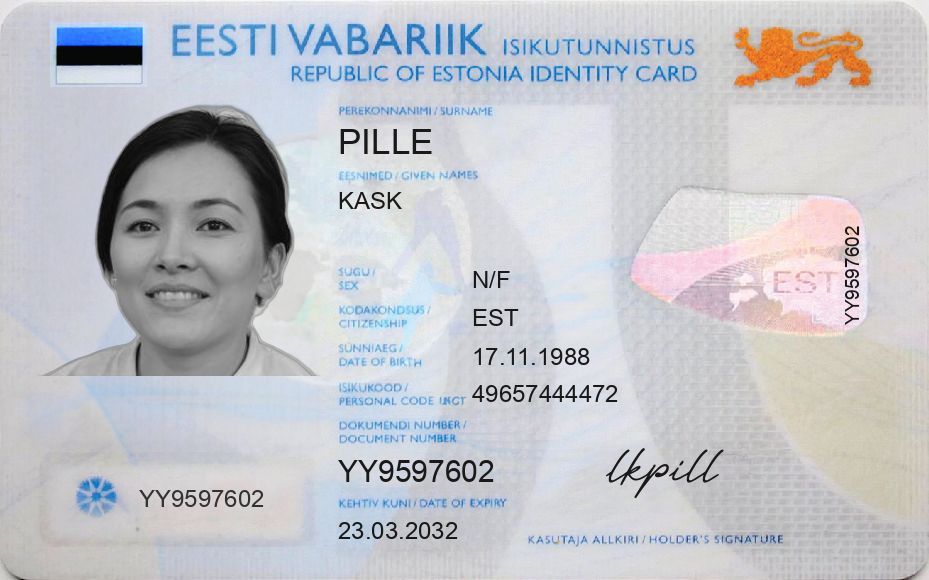 EESTI VABARIIK ISIKUTUNNISTUS
REPUBLIC OF ESTONIA IDENTITY CARD
PEREKONNANIMI / SURNAME
PILLE
EESNIMED / GIVEN NAMES
KASK
SUGU /
SEX
N/F
KODAKONDSUS /
CITIZENSHIP
EST
SÜNNIAEG /
DATE OF BIRTH
17.11.1988
ISIKUKOOD /
PERSONAL CODE
49657444472
DOKUMENDI NUMBER /
DOCUMENT NUMBER
YY9597602
KEHTIV KUNI / DATE OF EXPIRY
23.03.2032
YY9597602
EST
YY9597602
lkpill
KASUTAJA ALLKIRI / HOLDER'S SIGNATURE